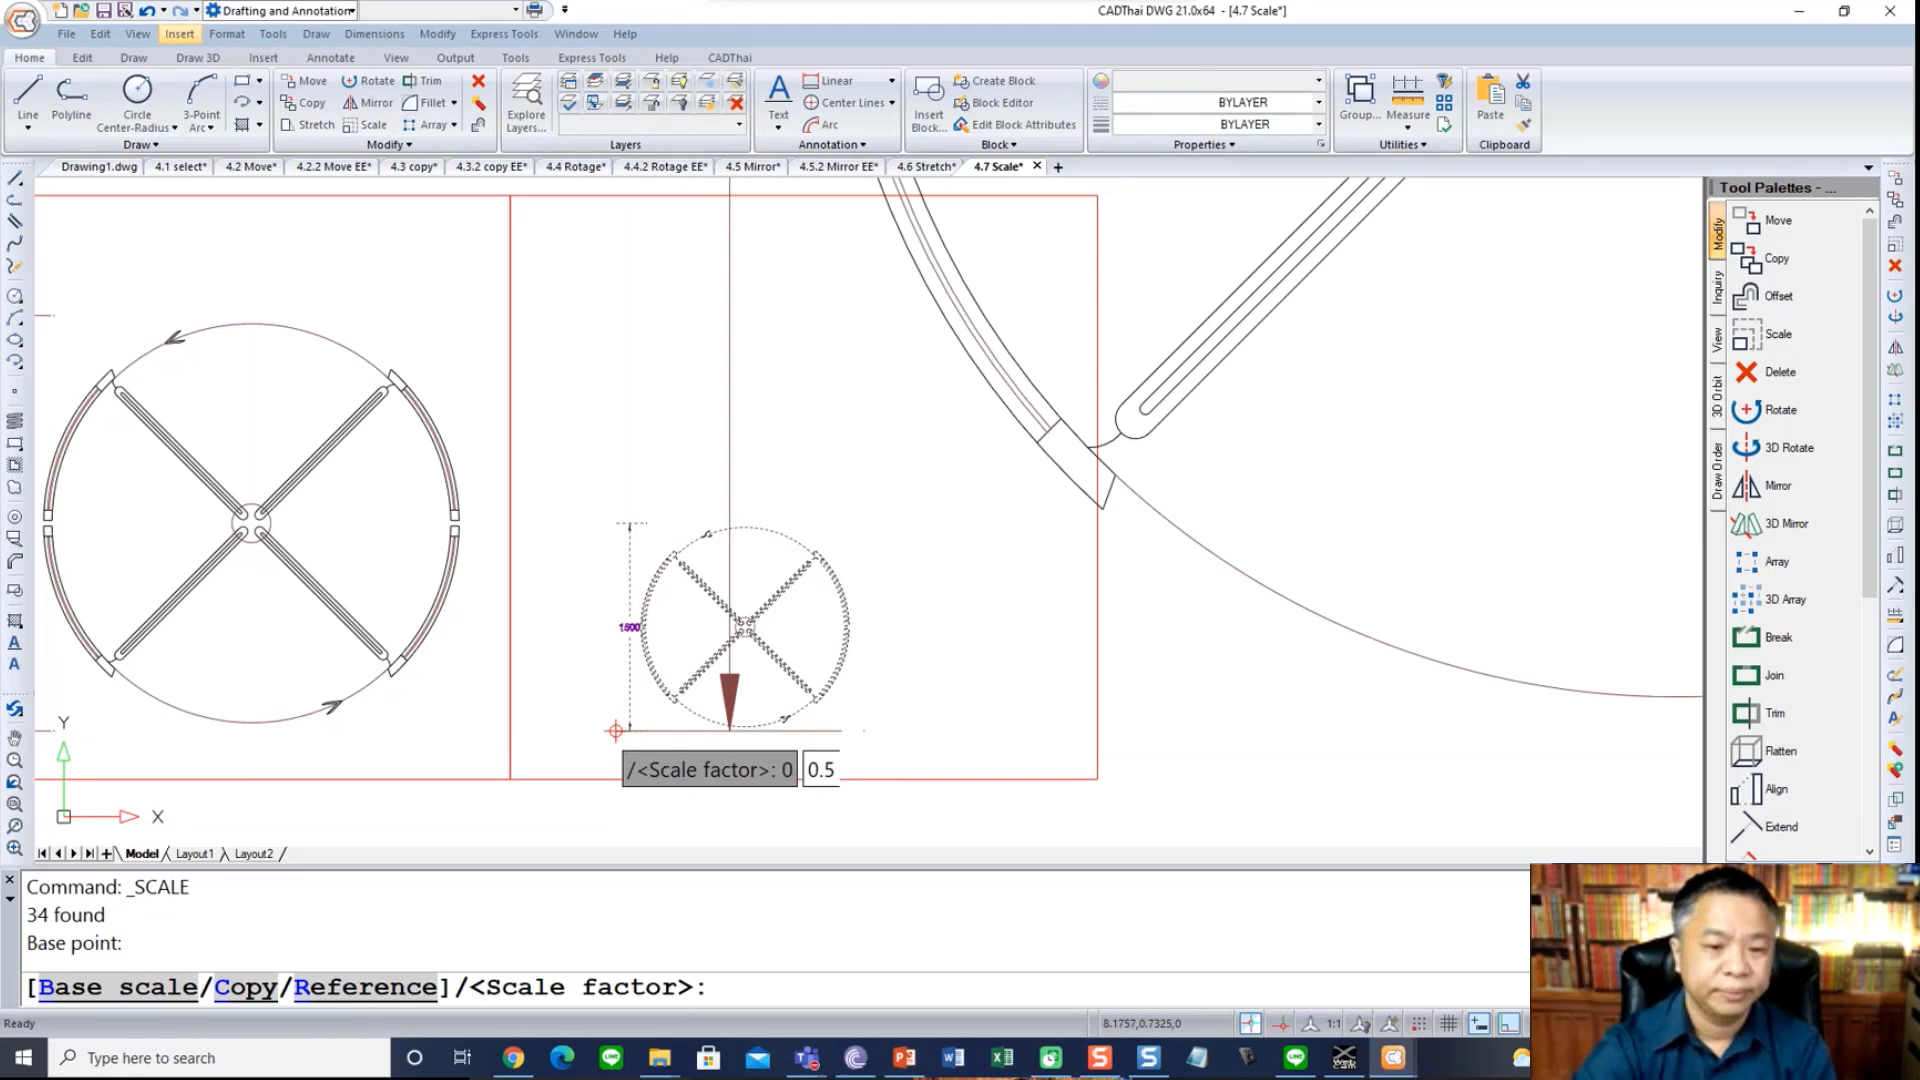 Drafting and Annotation
CADThai DWG 21.0x64 - [4.7 Scale*]
File Edit View Insert Format Tools Draw Dimensions Modify Express Tools Window Help
Home Edit Draw Draw 3D Insert Annotate View Output Tools Express Tools Help CADThai
Line
Polyline
Circle
Center-Radius
3-Point
Arc
Draw
Move Rotate Trim
Copy Mirror Fillet
Stretch Scale Array
Modify
Explore
Layers...
Layers
Text
Linear
Center Lines
Arc
Annotation
Insert
Block...
Create Block
Block Editor
Edit Block Attributes
Block
BYLAYER
BYLAYER
Properties
Group...
Measure
Utilities
Paste
Clipboard
Drawing1.dwg 4.1 select* 4.2 Move* 4.2.2 Move EE* 4.3 copy* 4.3.2 copy EE* 4.4 Rotage* 4.4.2 Rotage EE* 4.5 Mirror* 4.5.2 Mirror EE* 4.6 Stretch* 4.7 Scale*
Tool Palettes - ...
Modify
Inquiry
View
3D Orbit
Draw Order
Move
Copy
Offset
Scale
Delete
Rotate
3D Rotate
Mirror
3D Mirror
Array
3D Array
Break
Join
Trim
Flatten
Align
Extend
1500
/<Scale factor>: 0 0.5
Y
X
Model Layout1 Layout2
Command: _SCALE
34 found
Base point:
[Base scale/Copy/Reference]/<Scale factor>:
Ready
8.1757,0.7325,0
1:1
Type here to search